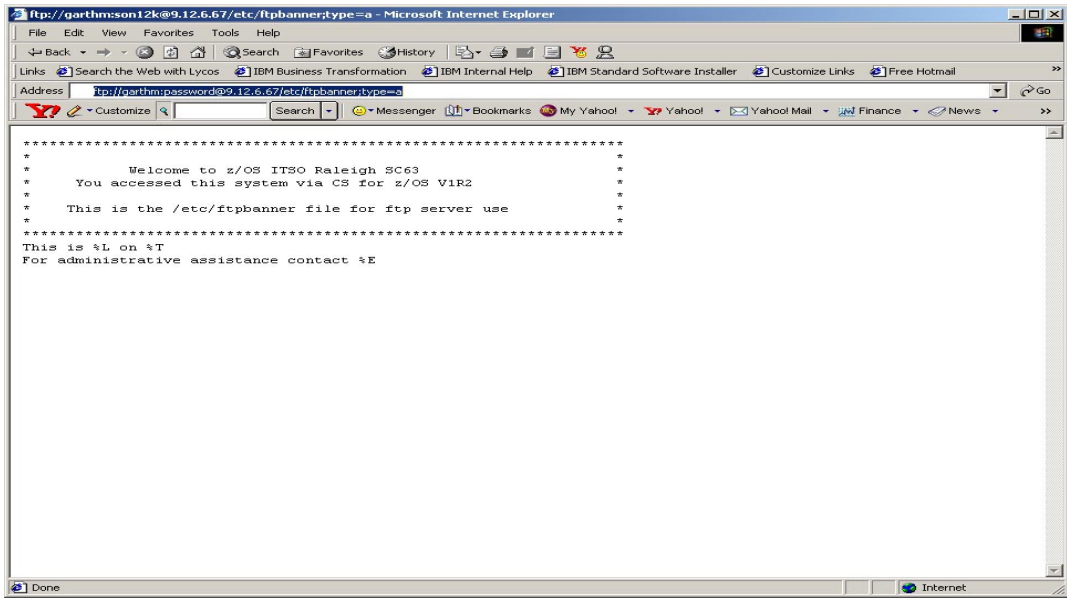 ftp://garthm:son12k@9.12.6.67/etc/ftpbanner;type=a - Microsoft Internet Explorer
File Edit View Favorites Tools Help
Back Search Favorites History
Links Search the Web with Lycos IBM Business Transformation IBM Internal Help IBM Standard Software Installer Customize Links Free Hotmail »
Address ftp://garthm:password@9.12.6.67/etc/ftpbanner;type=a Go
Y? Customize Search Messenger Bookmarks My Yahoo! Yahoo! Yahoo! Mail Finance News »
********************************************************************
* *
* Welcome to z/OS ITSO Raleigh SC63 *
* You accessed this system via CS for z/OS V1R2 *
* *
* This is the /etc/ftpbanner file for ftp server use *
* *
********************************************************************
This is %L on %T
For administrative assistance contact %E
Done Internet